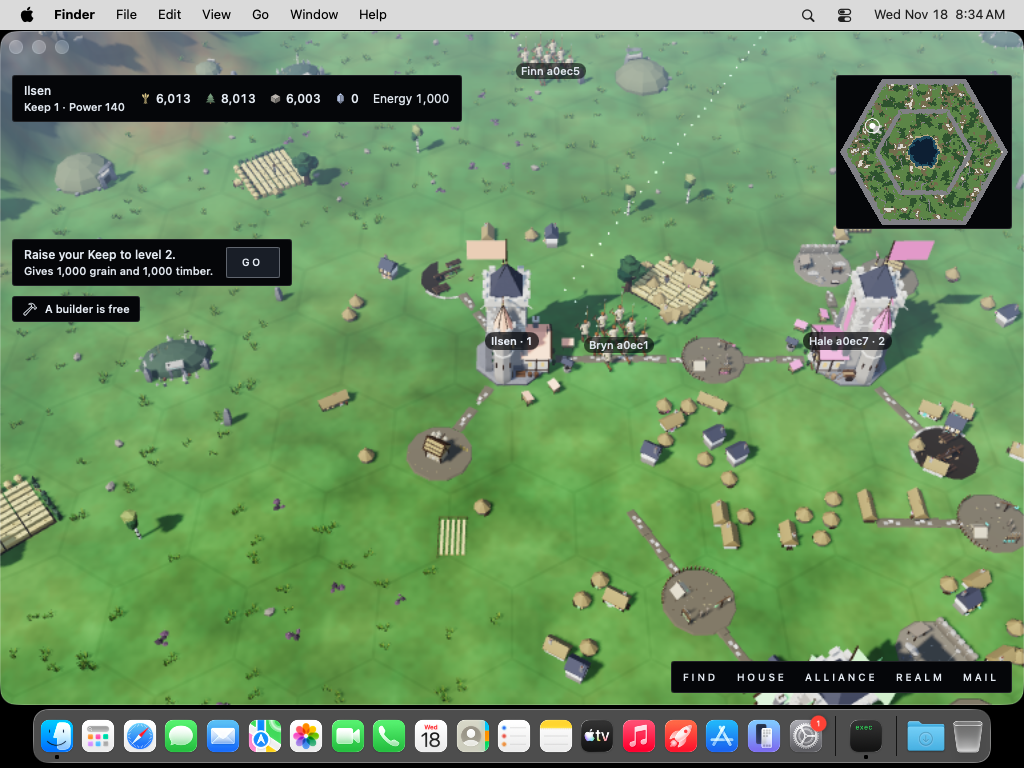 Finder File Edit View Go Window Help Wed Nov 18 8:34 AM
Finn a0ec5
Ilsen
Keep 1 · Power 140
6,013 8,013 6,003 0 Energy 1,000
Raise your Keep to level 2.
Gives 1,000 grain and 1,000 timber.
GO
A builder is free
Ilsen · 1
Bryn a0ec1
Hale a0ec7 · 2
FIND HOUSE ALLIANCE REALM MAIL
Wed
18
tv
1
exec